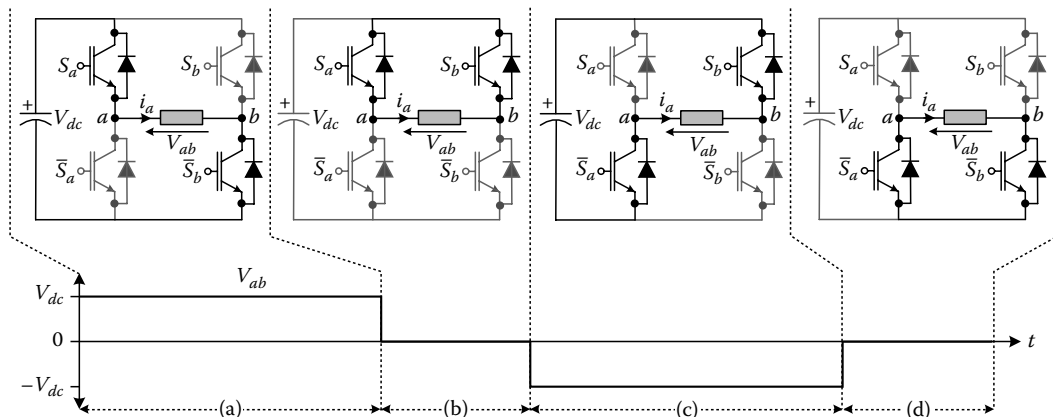 S_a S_b S_a S_b S_a S_b S_a S_b
+ V_dc a i_a b + V_dc a i_a b + V_dc a i_a b + V_dc a i_a b
V_ab V_ab V_ab V_ab
S̅_a S̅_b S̅_a S̅_b S̅_a S̅_b S̅_a S̅_b
V_ab
V_dc
0 t
−V_dc
(a) (b) (c) (d)